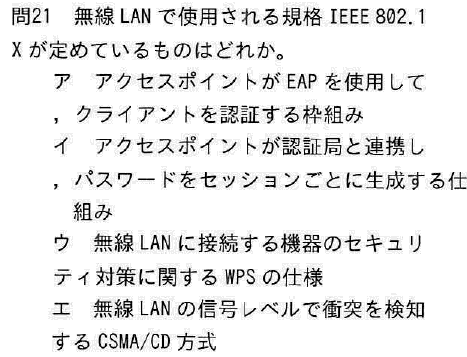 問21　無線LANで使用される規格IEEE 802.1
Xが定めているものはどれか。
ア　アクセスポイントがEAPを使用して
，クライアントを認証する枠組み
イ　アクセスポイントが認証局と連携し
，パスワードをセッションごとに生成する仕
組み
ウ　無線LANに接続する機器のセキュリ
ティ対策に関するWPSの仕様
エ　無線LANの信号レベルで衝突を検知
するCSMA/CD方式